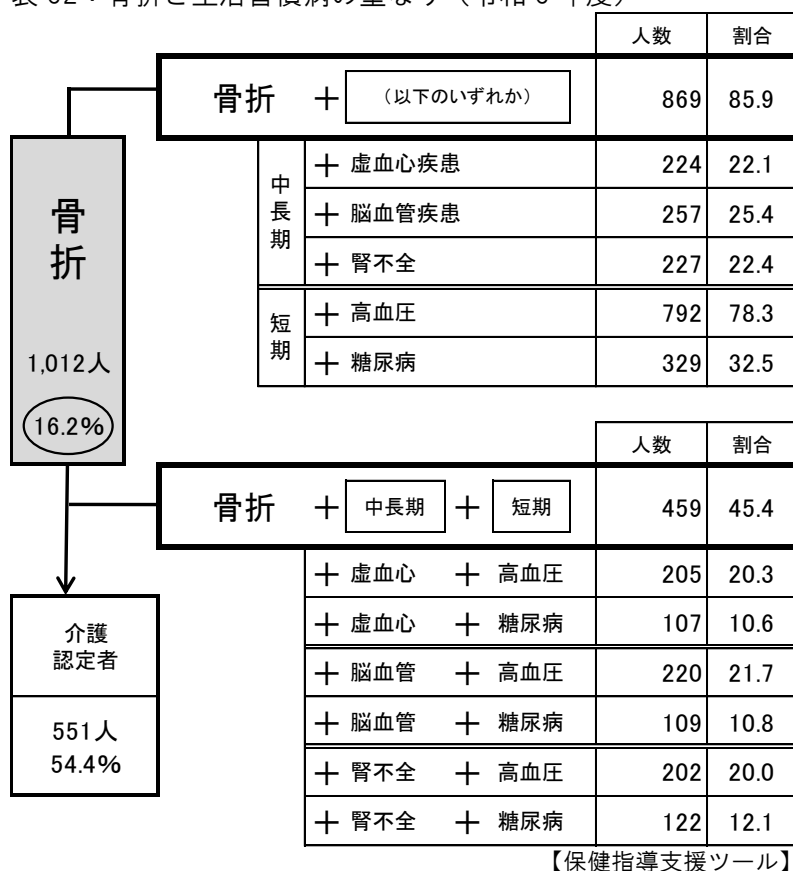 人数 割合
骨折 ＋ （以下のいずれか） 869 85.9
中長期
＋ 虚血心疾患 224 22.1
＋ 脳血管疾患 257 25.4
＋ 腎不全 227 22.4
短期
＋ 高血圧 792 78.3
＋ 糖尿病 329 32.5
骨折
1,012人
16.2%
人数 割合
骨折 ＋ 中長期 ＋ 短期 459 45.4
＋ 虚血心 ＋ 高血圧 205 20.3
＋ 虚血心 ＋ 糖尿病 107 10.6
＋ 脳血管 ＋ 高血圧 220 21.7
＋ 脳血管 ＋ 糖尿病 109 10.8
＋ 腎不全 ＋ 高血圧 202 20.0
＋ 腎不全 ＋ 糖尿病 122 12.1
介護
認定者
551人
54.4%
【保健指導支援ツール】